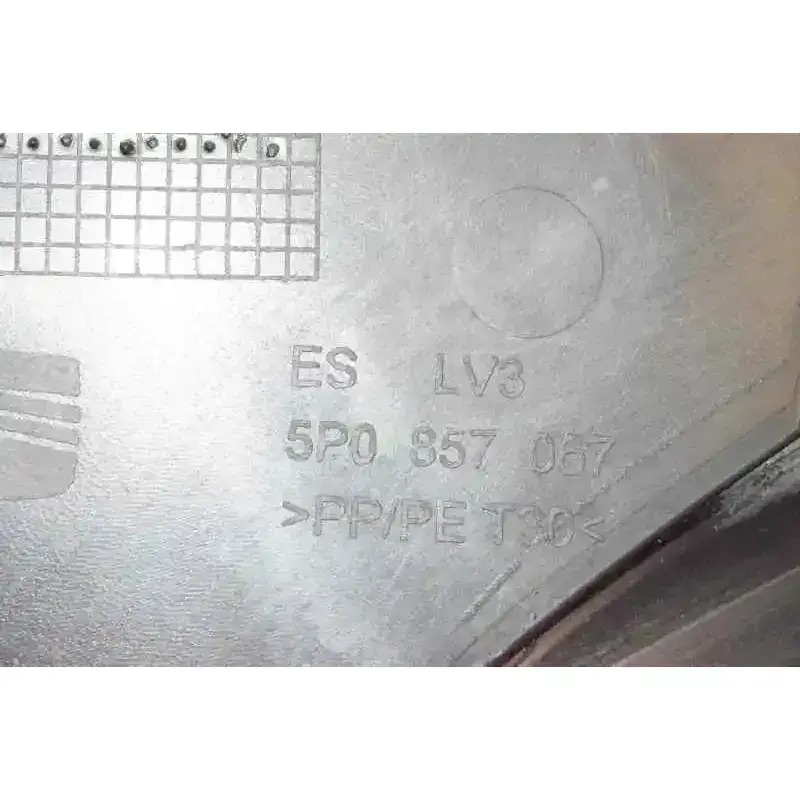 ES LV3
5P0 857 067
>PP/PE T30<